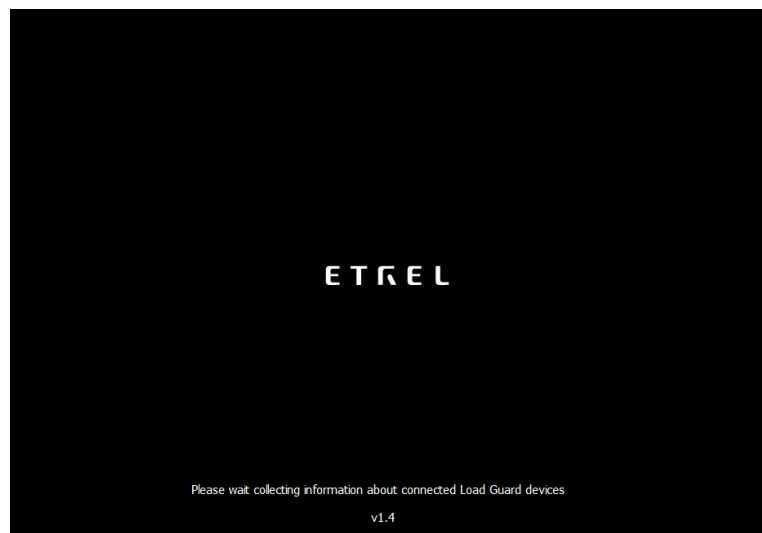 ETREL
Please wait collecting information about connected Load Guard devices
v1.4